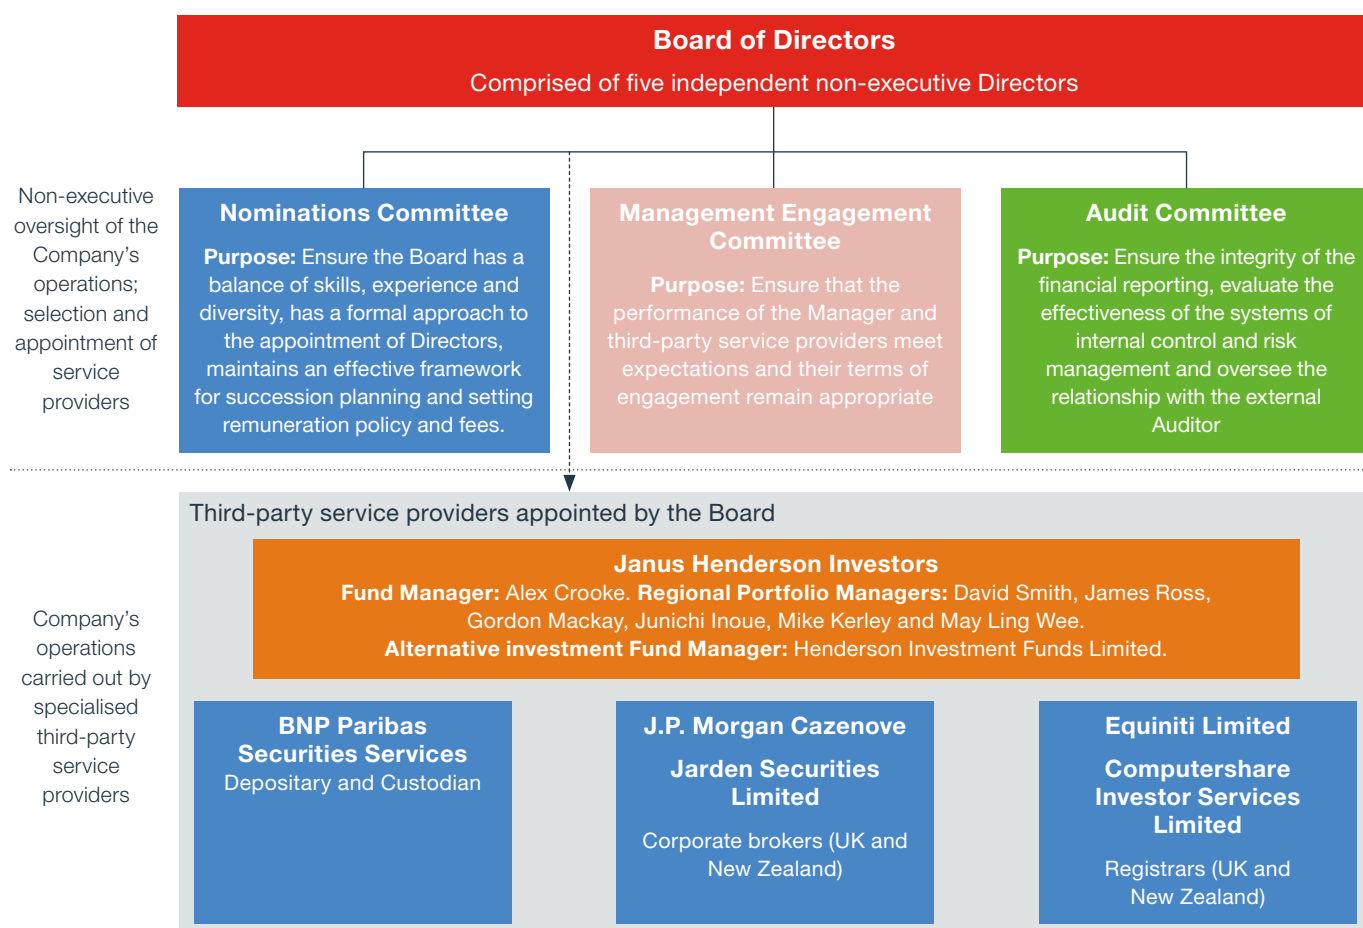 Board of Directors
Comprised of five independent non-executive Directors
Non-executive
oversight of the
Company’s
operations;
selection and
appointment of
service
providers
Nominations Committee
Purpose: Ensure the Board has a
balance of skills, experience and
diversity, has a formal approach to
the appointment of Directors,
maintains an effective framework
for succession planning and setting
remuneration policy and fees.
Management Engagement
Committee
Purpose: Ensure that the
performance of the Manager and
third-party service providers meet
expectations and their terms of
engagement remain appropriate
Audit Committee
Purpose: Ensure the integrity of the
financial reporting, evaluate the
effectiveness of the systems of
internal control and risk
management and oversee the
relationship with the external
Auditor
Company’s
operations
carried out by
specialised
third-party
service
providers
Third-party service providers appointed by the Board
Janus Henderson Investors
Fund Manager: Alex Crooke. Regional Portfolio Managers: David Smith, James Ross,
Gordon Mackay, Junichi Inoue, Mike Kerley and May Ling Wee.
Alternative investment Fund Manager: Henderson Investment Funds Limited.
BNP Paribas
Securities Services
Depositary and Custodian
J.P. Morgan Cazenove
Jarden Securities
Limited
Corporate brokers (UK and
New Zealand)
Equiniti Limited
Computershare
Investor Services
Limited
Registrars (UK and
New Zealand)